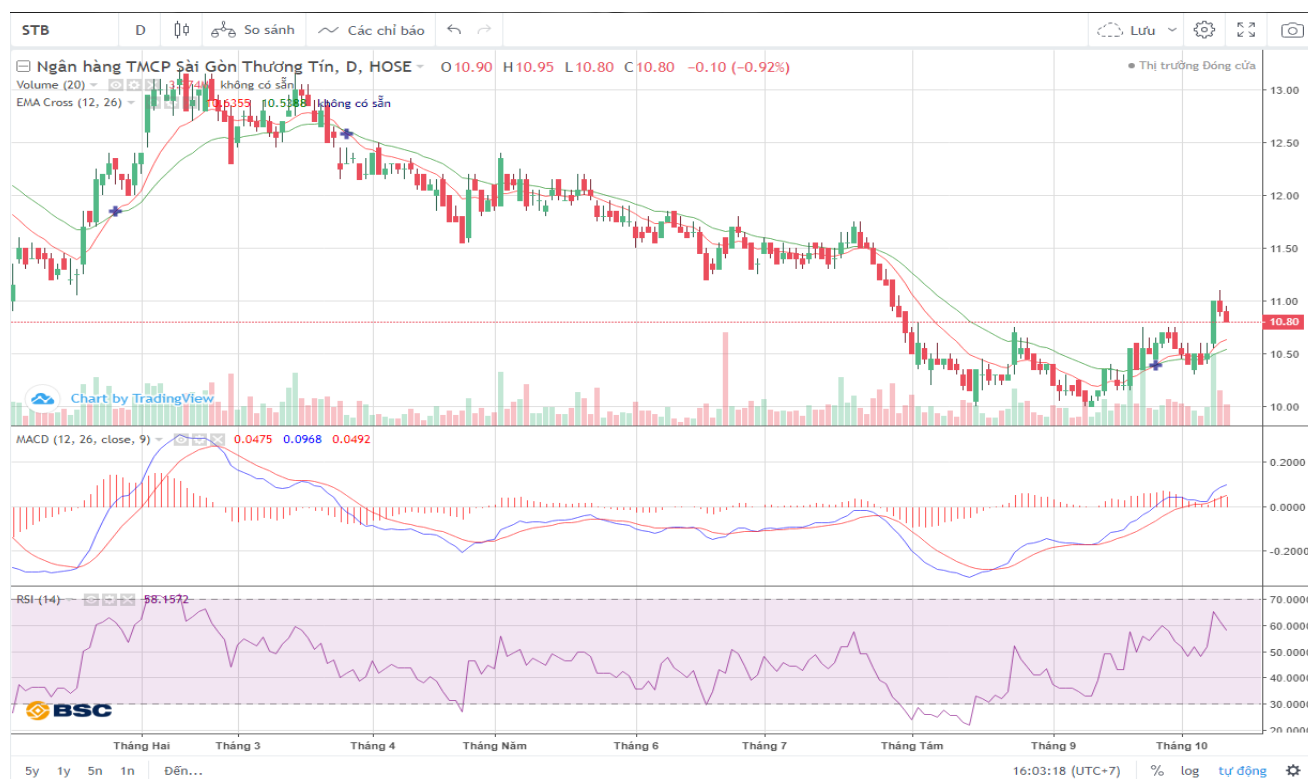 STB D So sánh Các chỉ báo Lưu
Ngân hàng TMCP Sài Gòn Thương Tín, D, HOSE O10.90 H10.95 L10.80 C10.80 −0.10 (−0.92%)
Thị trường Đóng cửa
Volume (20) không có sẵn
EMA Cross (12, 26) 10.6355 10.5388 không có sẵn
13.00
12.50
12.00
11.50
11.00
10.80
10.50
10.00
Chart by TradingView
MACD (12, 26, close, 9) 0.0475 0.0968 0.0492
0.2000
0.0000
-0.2000
RSI (14) 58.1572
70.0000
60.0000
50.0000
40.0000
30.0000
20.0000
BSC
Tháng Hai Tháng 3 Tháng 4 Tháng Năm Tháng 6 Tháng 7 Tháng Tám Tháng 9 Tháng 10
5y 1y 5n 1n Đến... 16:03:18 (UTC+7) % log tự động